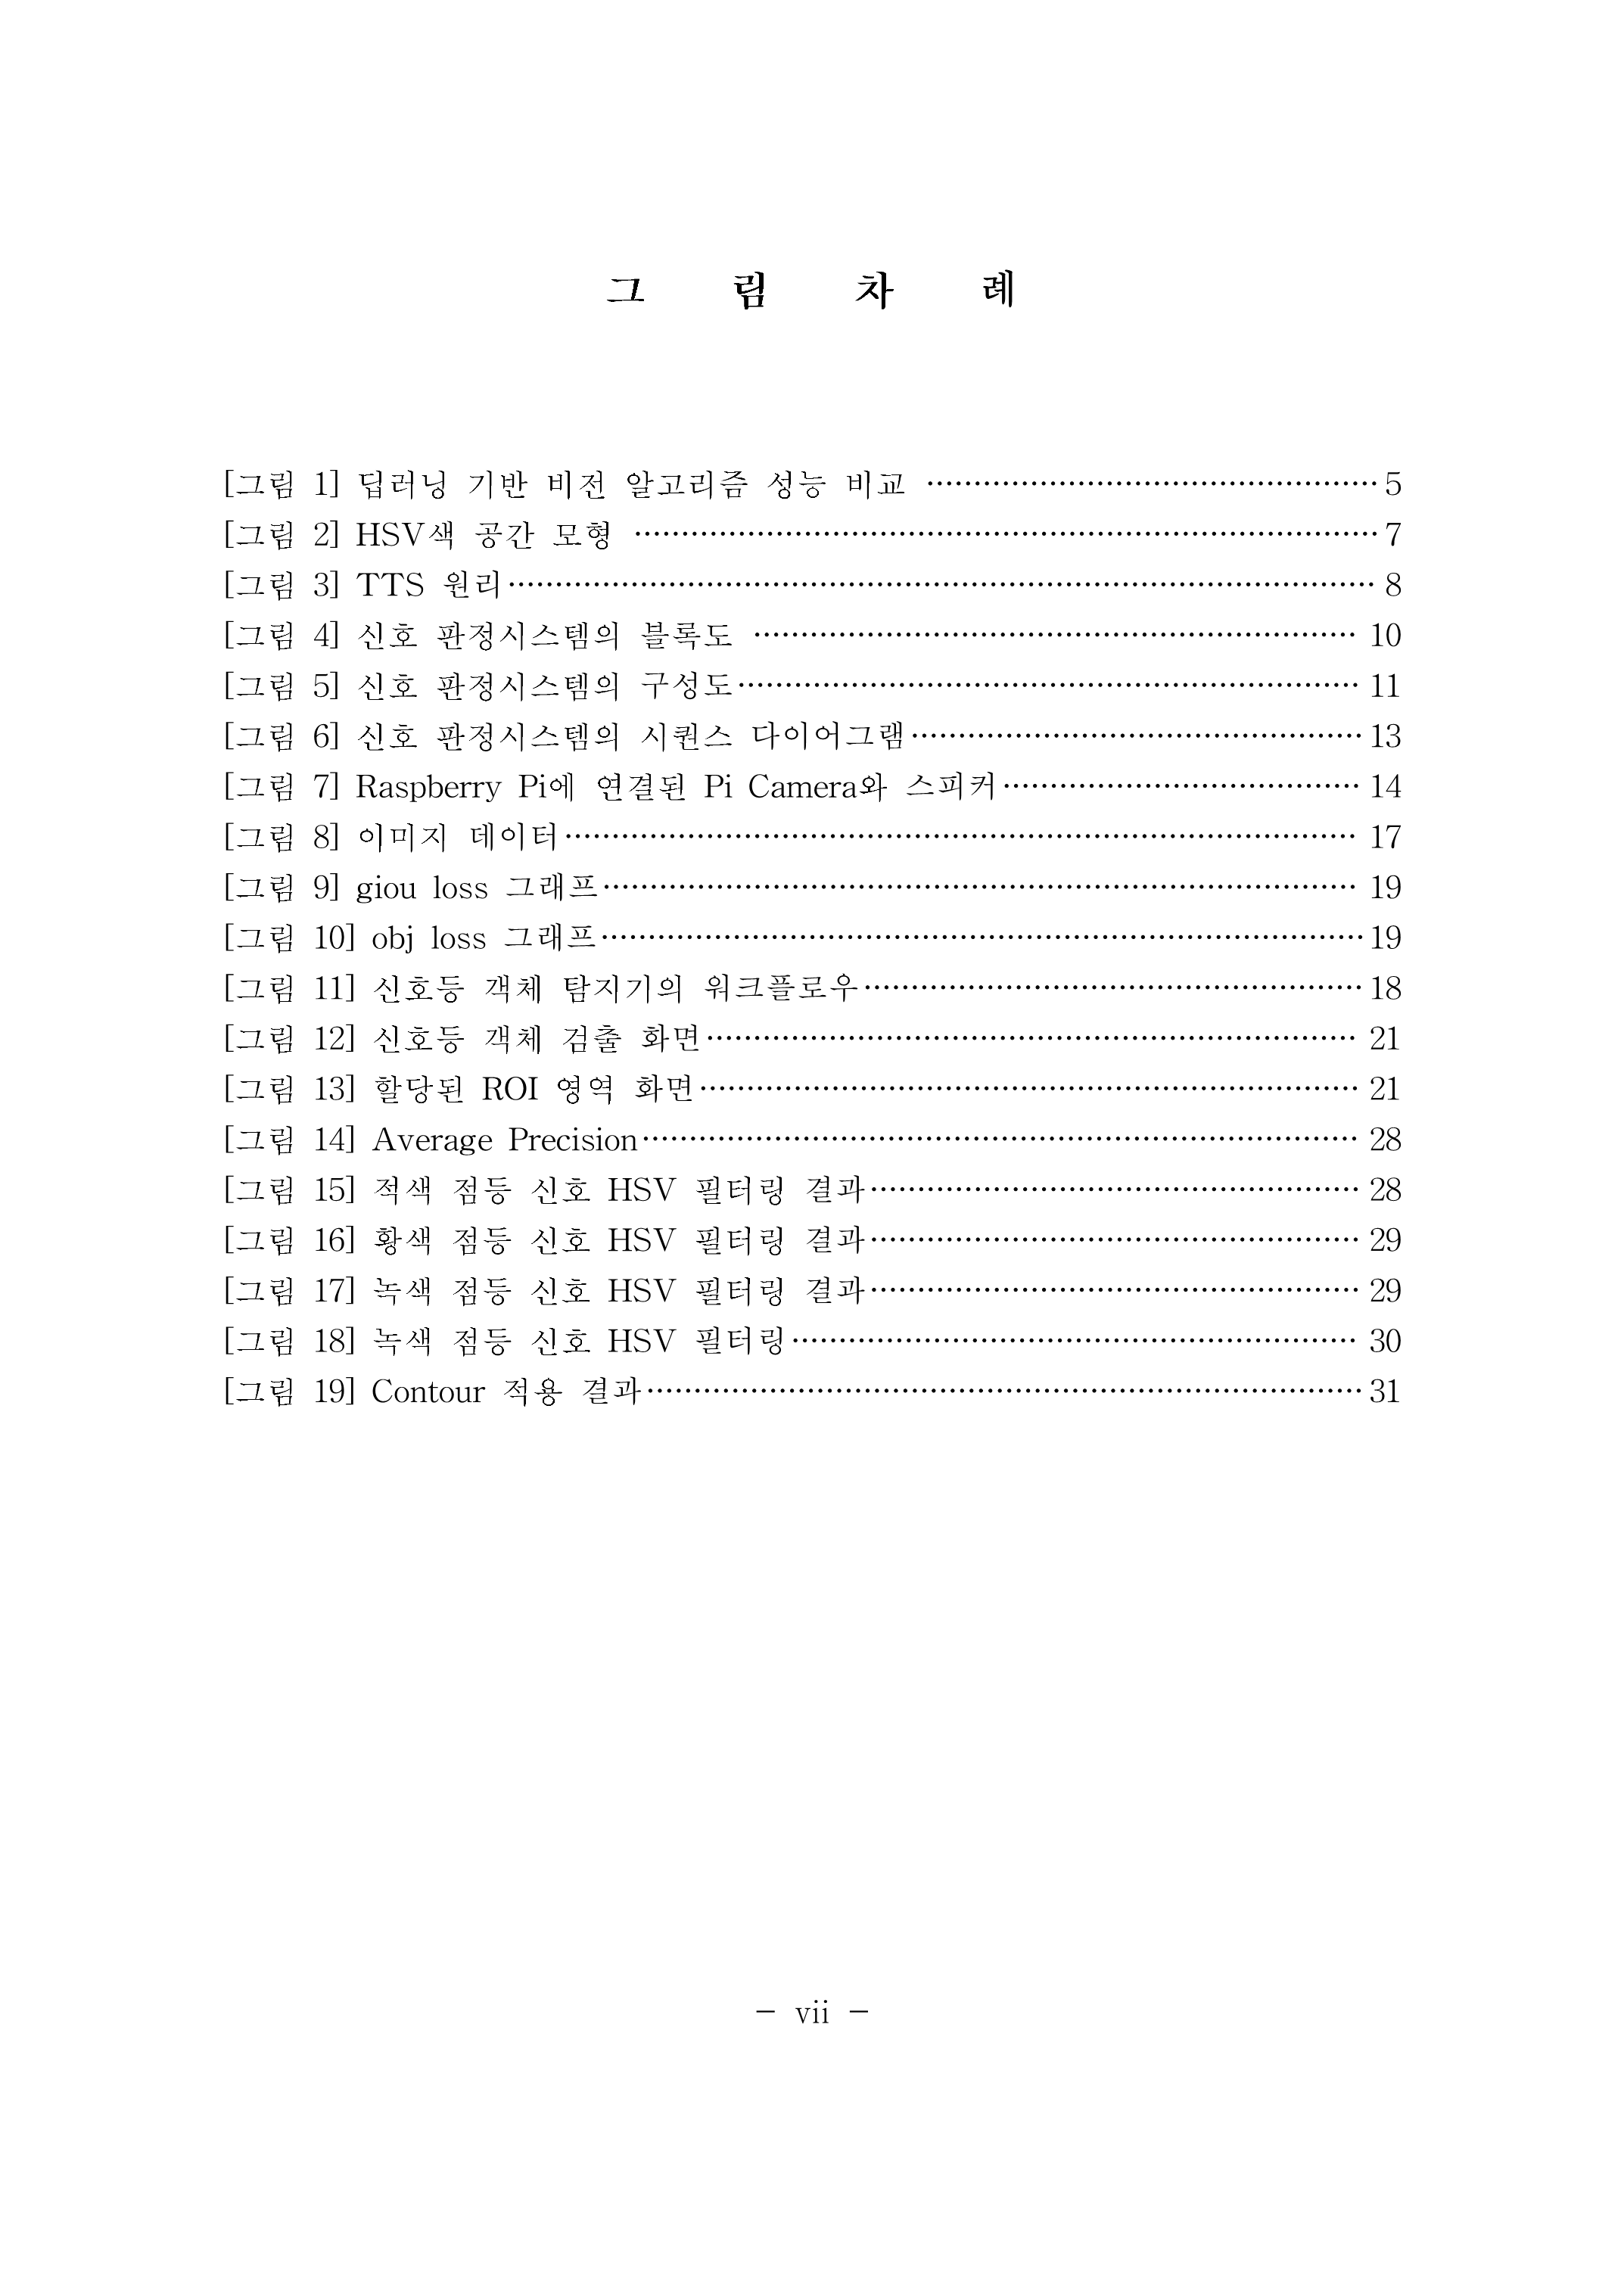 그 림 차 례
[그림 1] 딥러닝 기반 비전 알고리즘 성능 비교 ················································ 5
[그림 2] HSV색 공간 모형 ················································ 7
[그림 3] TTS 원리 ················································ 8
[그림 4] 신호 판정시스템의 블록도 ················································ 10
[그림 5] 신호 판정시스템의 구성도 ················································ 11
[그림 6] 신호 판정시스템의 시퀀스 다이어그램 ················································ 13
[그림 7] Raspberry Pi에 연결된 Pi Camera와 스피커 ················································ 14
[그림 8] 이미지 데이터 ················································ 17
[그림 9] giou loss 그래프 ················································ 19
[그림 10] obj loss 그래프 ················································ 19
[그림 11] 신호등 객체 탐지기의 워크플로우 ················································ 18
[그림 12] 신호등 객체 검출 화면 ················································ 21
[그림 13] 할당된 ROI 영역 화면 ················································ 21
[그림 14] Average Precision ················································ 28
[그림 15] 적색 점등 신호 HSV 필터링 결과 ················································ 28
[그림 16] 황색 점등 신호 HSV 필터링 결과 ················································ 29
[그림 17] 녹색 점등 신호 HSV 필터링 결과 ················································ 29
[그림 18] 녹색 점등 신호 HSV 필터링 ················································ 30
[그림 19] Contour 적용 결과 ················································ 31
- vii -